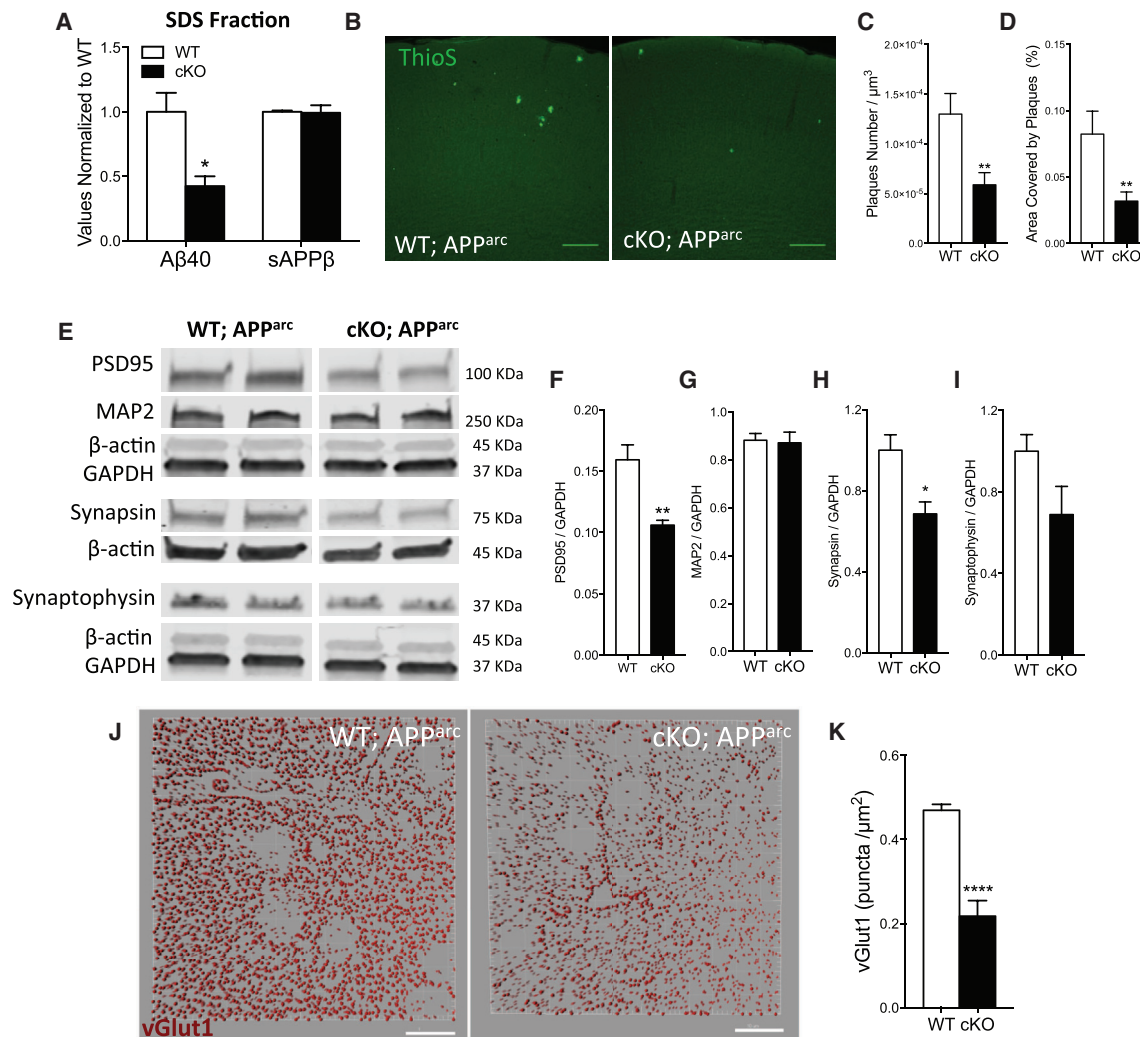 A
SDS Fraction
Values Normalized to WT
1.5
1.0
0.5
0.0
WT
cKO
*
Aβ40
sAPPβ
B
ThioS
WT; APParc
cKO; APParc
C
Plaques Number / µm³
2.0×10⁻⁴
1.5×10⁻⁴
1.0×10⁻⁴
5.0×10⁻⁵
0.0
**
WT cKO
D
Area Covered by Plaques (%)
0.15
0.10
0.05
0.00
**
WT cKO
E
WT; APParc
cKO; APParc
PSD95
100 KDa
MAP2
250 KDa
β-actin
45 KDa
GAPDH
37 KDa
Synapsin
75 KDa
β-actin
45 KDa
Synaptophysin
37 KDa
β-actin
45 KDa
GAPDH
37 KDa
F
PSD95 / GAPDH
0.20
0.15
0.10
0.05
0.00
**
WT cKO
G
MAP2 / GAPDH
1.0
0.8
0.6
0.4
0.2
0.0
WT cKO
H
Synapsin / GAPDH
1.2
0.8
0.4
0.0
*
WT cKO
I
Synaptophysin / GAPDH
1.2
0.8
0.4
0.0
WT cKO
J
WT; APParc
cKO; APParc
vGlut1
K
vGlut1 (puncta /µm²)
0.6
0.4
0.2
0.0
****
WT cKO